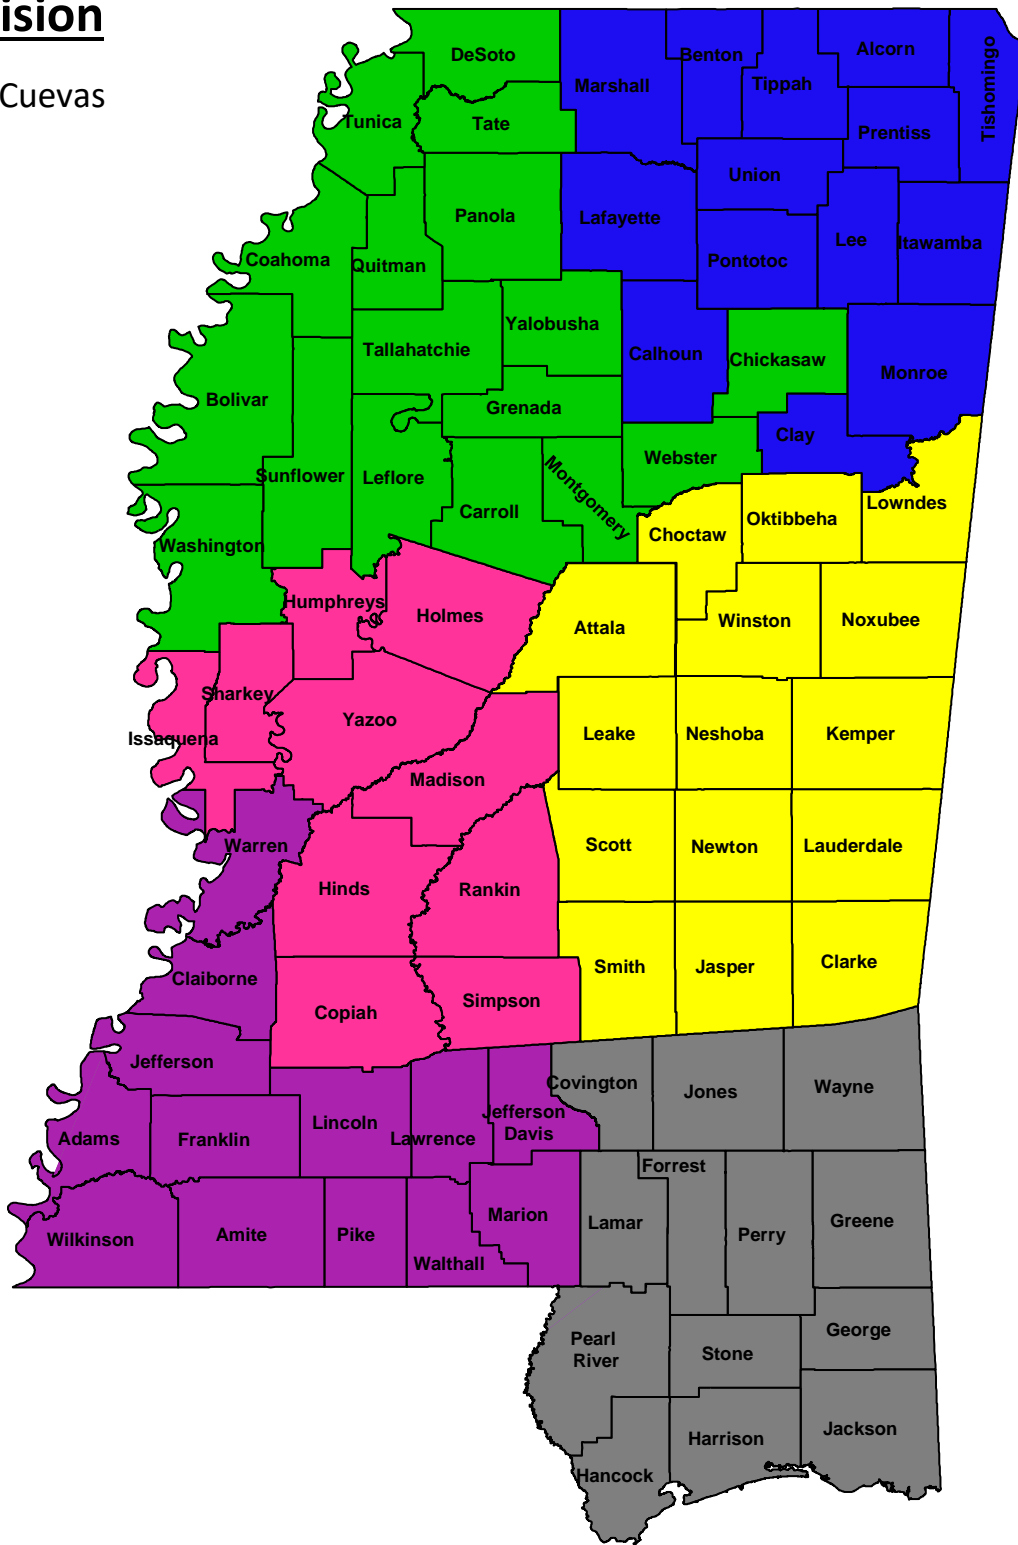 ision
Cuevas
DeSoto
Marshall
Benton
Tippah
Alcorn
Tishomingo
Tunica
Tate
Prentiss
Union
Panola
Lafayette
Pontotoc
Lee
Itawamba
Coahoma
Quitman
Yalobusha
Tallahatchie
Calhoun
Chickasaw
Monroe
Bolivar
Grenada
Clay
Sunflower
Leflore
Webster
Montgomery
Carroll
Washington
Choctaw
Oktibbeha
Lowndes
Humphreys
Holmes
Attala
Winston
Noxubee
Sharkey
Yazoo
Issaquena
Leake
Neshoba
Kemper
Madison
Warren
Scott
Newton
Lauderdale
Hinds
Rankin
Claiborne
Smith
Jasper
Clarke
Copiah
Simpson
Jefferson
Covington
Jones
Wayne
Adams
Franklin
Lincoln
Lawrence
Jefferson
Davis
Forrest
Wilkinson
Amite
Pike
Walthall
Marion
Lamar
Perry
Greene
Pearl
River
Stone
George
Hancock
Harrison
Jackson